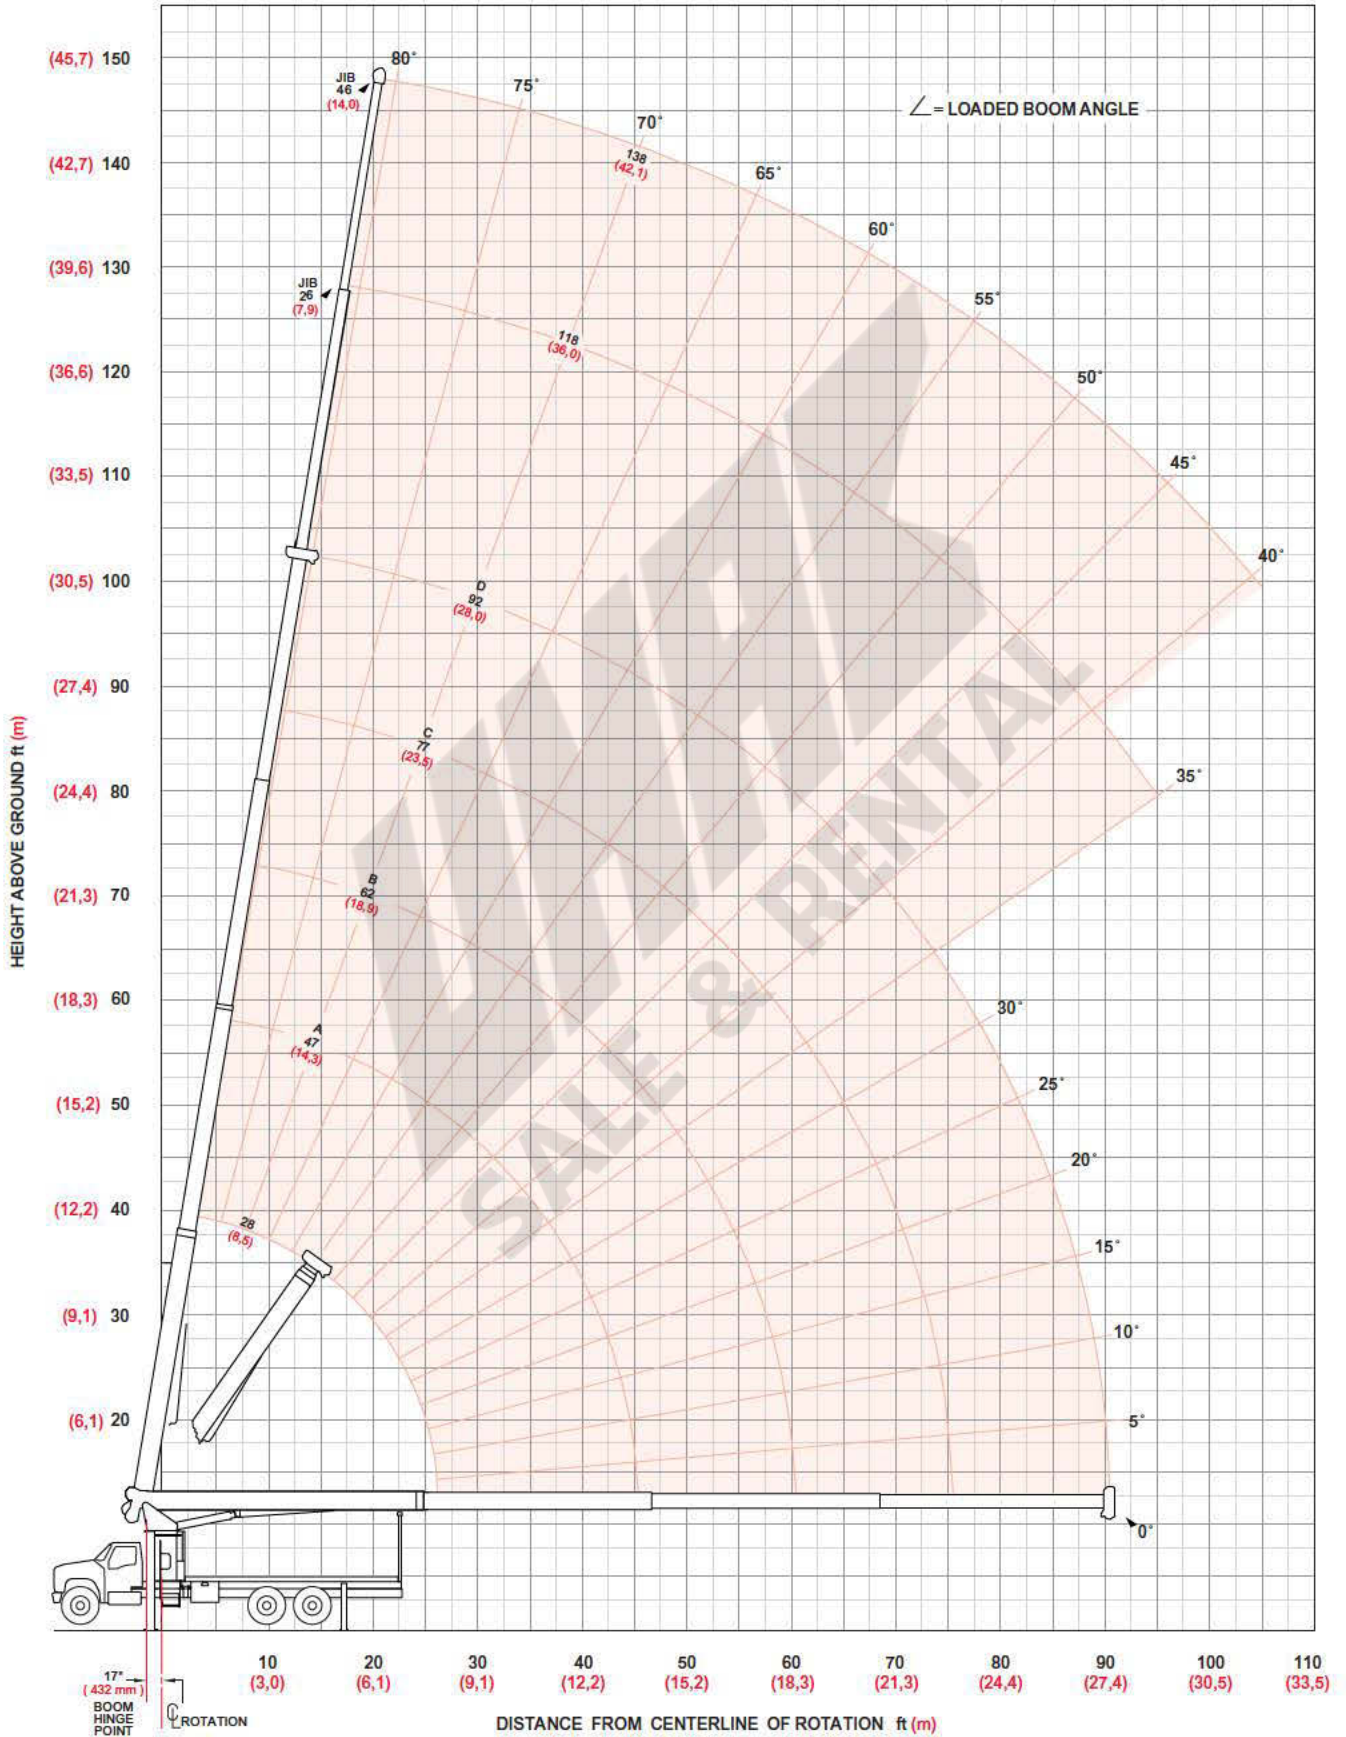 (45,7) 150
80°
JIB
46
(14,0)
75°
∠ = LOADED BOOM ANGLE
70°
138
(42,1)
(42,7) 140
65°
60°
(39,6) 130
JIB
26
(7,9)
55°
118
(36,0)
(36,6) 120
50°
(33,5) 110
45°
40°
(30,5) 100
D
92
(28,0)
(27,4) 90
C
77
(23,5)
35°
(24,4) 80
(21,3) 70
B
62
(18,9)
(18,3) 60
30°
A
47
(14,3)
25°
(15,2) 50
20°
(12,2) 40
28
(8,5)
15°
(9,1) 30
10°
(6,1) 20
5°
0°
HEIGHT ABOVE GROUND ft (m)
UHAK
SALE & RENTAL
10 20 30 40 50 60 70 80 90 100 110
(3,0) (6,1) (9,1) (12,2) (15,2) (18,3) (21,3) (24,4) (27,4) (30,5) (33,5)
17"
( 432 mm )
BOOM
HINGE
POINT
℄ ROTATION
DISTANCE FROM CENTERLINE OF ROTATION ft (m)